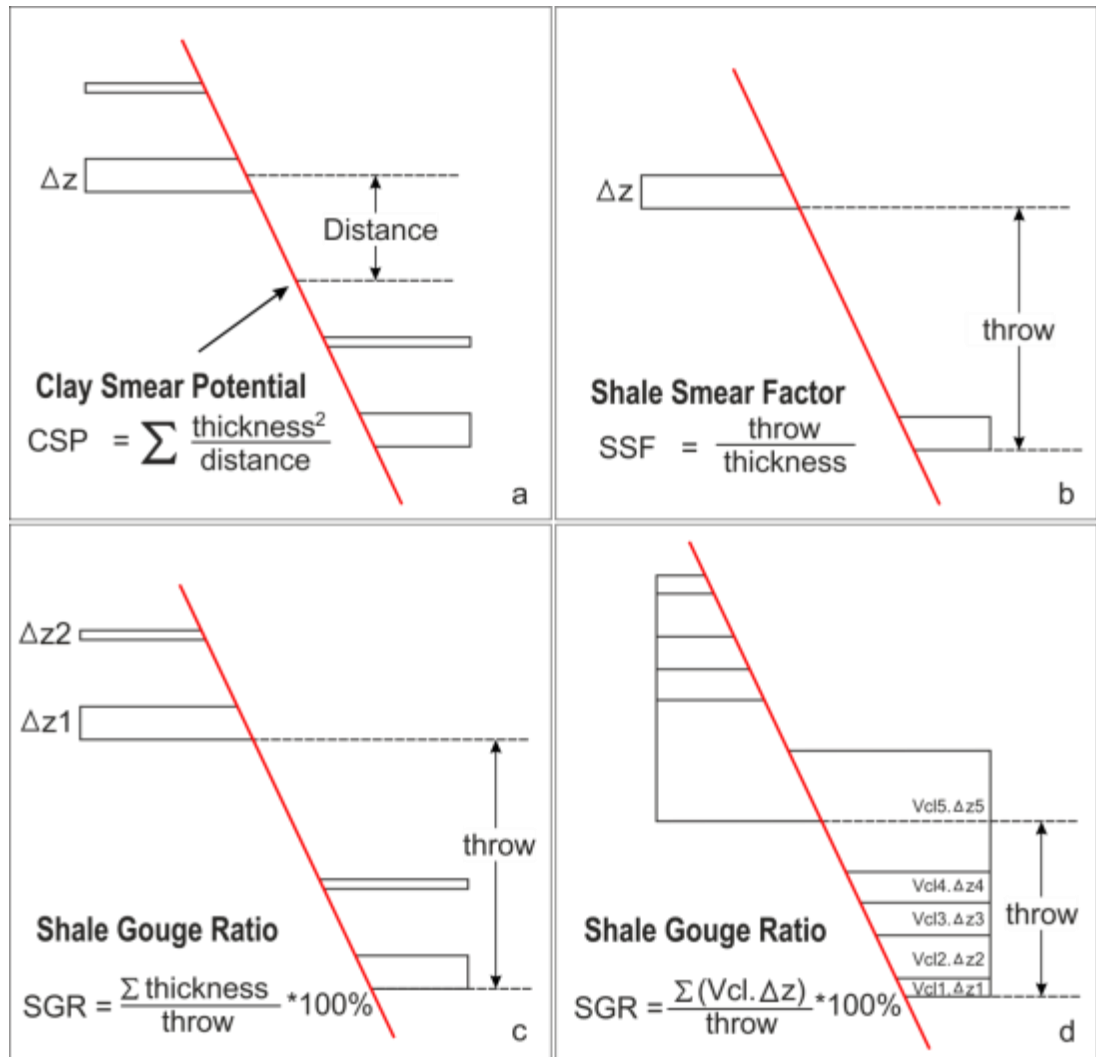 Δz
Distance
Clay Smear Potential
CSP = Σ thickness²
distance
a
Δz
throw
Shale Smear Factor
SSF = throw
thickness
b
Δz2
Δz1
throw
Shale Gouge Ratio
SGR = Σ thickness *100%
throw
c
Vcl5.Δz5
Vcl4.Δz4
Vcl3.Δz3
Vcl2.Δz2
Vcl1.Δz1
throw
Shale Gouge Ratio
SGR = Σ (Vcl. Δz) *100%
throw
d